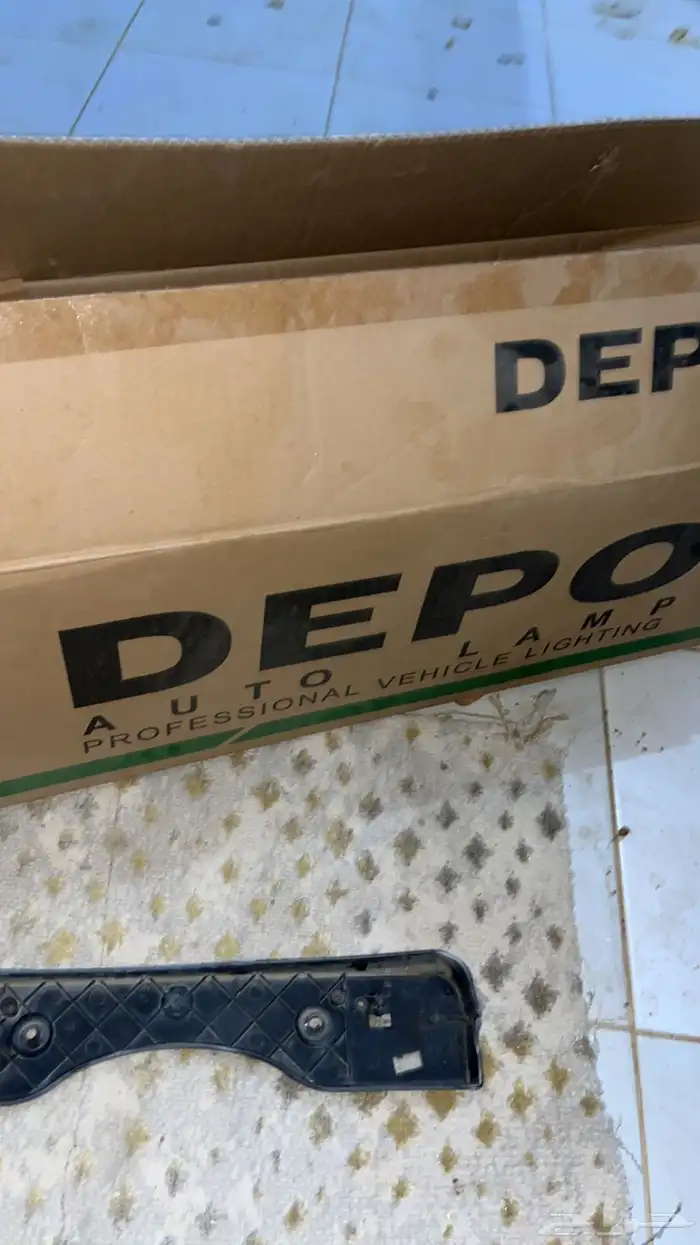 DEP
DEPO
AUTO LAMP
PROFESSIONAL VEHICLE LIGHTING